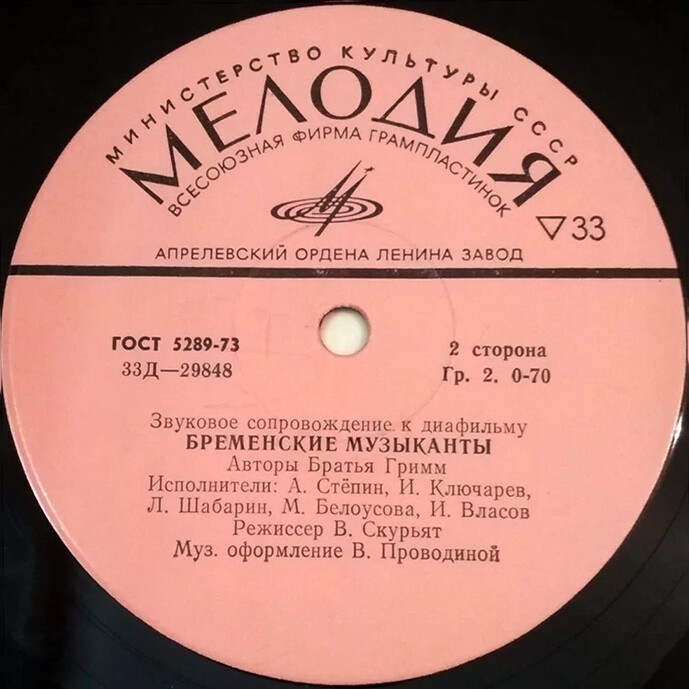 МИНИСТЕРСТВО КУЛЬТУРЫ СССР
МЕЛОДИЯ
ВСЕСОЮЗНАЯ ФИРМА ГРАМПЛАСТИНОК
▽33
АПРЕЛЕВСКИЙ ОРДЕНА ЛЕНИНА ЗАВОД
ГОСТ 5289-73
33Д—29848
2 сторона
Гр. 2. 0-70
Звуковое сопровождение к диафильму
БРЕМЕНСКИЕ МУЗЫКАНТЫ
Авторы Братья Гримм
Исполнители: А. Стёпин, И. Ключарев,
Л. Шабарин, М. Белоусова, И. Власов
Режиссер В. Скурьят
Муз. оформление В. Проводиной